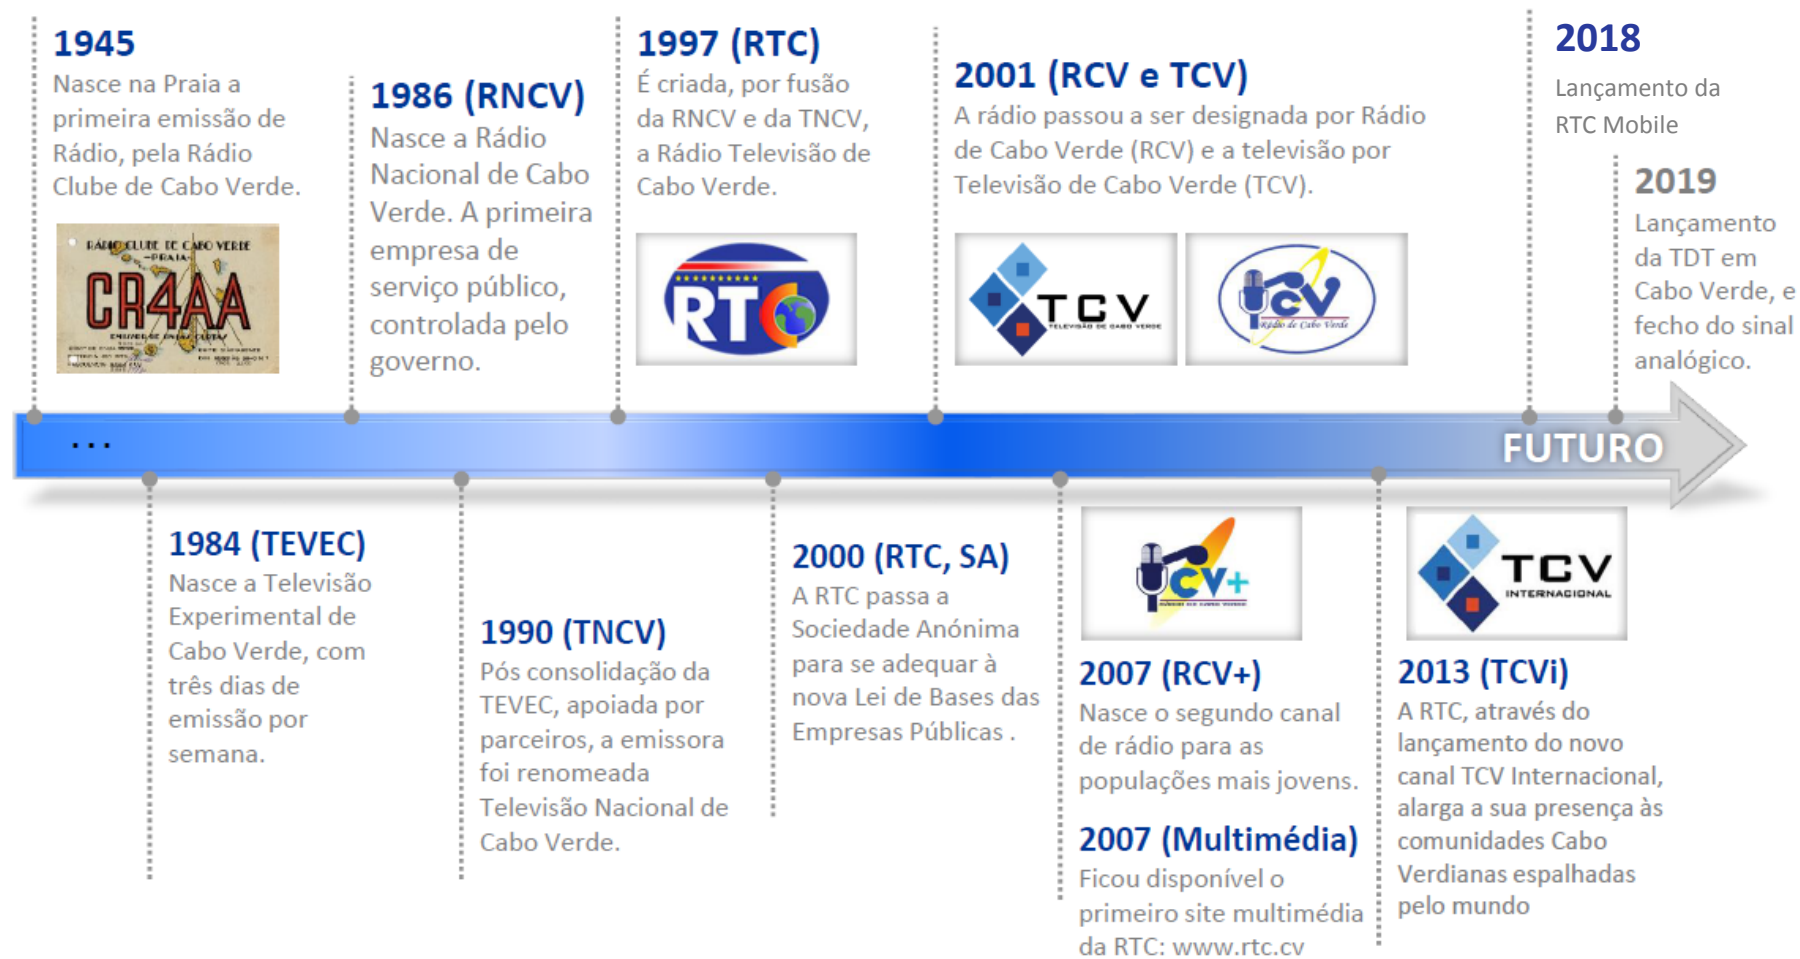 1945
Nasce na Praia a
primeira emissão de
Rádio, pela Rádio
Clube de Cabo Verde.
RÁDIO CLUBE DE CABO VERDE
-PRAIA-
CR4AA
1986 (RNCV)
Nasce a Rádio
Nacional de Cabo
Verde. A primeira
empresa de
serviço público,
controlada pelo
governo.
1997 (RTC)
É criada, por fusão
da RNCV e da TNCV,
a Rádio Televisão de
Cabo Verde.
RTC
2001 (RCV e TCV)
A rádio passou a ser designada por Rádio
de Cabo Verde (RCV) e a televisão por
Televisão de Cabo Verde (TCV).
TCV
TELEVISÃO DE CABO VERDE
RCV
Rádio de Cabo Verde
2018
Lançamento da
RTC Mobile
2019
Lançamento
da TDT em
Cabo Verde, e
fecho do sinal
analógico.
...
FUTURO
1984 (TEVEC)
Nasce a Televisão
Experimental de
Cabo Verde, com
três dias de
emissão por
semana.
1990 (TNCV)
Pós consolidação da
TEVEC, apoiada por
parceiros, a emissora
foi renomeada
Televisão Nacional de
Cabo Verde.
2000 (RTC, SA)
A RTC passa a
Sociedade Anónima
para se adequar à
nova Lei de Bases das
Empresas Públicas .
RCV+
2007 (RCV+)
Nasce o segundo canal
de rádio para as
populações mais jovens.
2007 (Multimédia)
Ficou disponível o
primeiro site multimédia
da RTC: www.rtc.cv
TCV
INTERNACIONAL
2013 (TCVi)
A RTC, através do
lançamento do novo
canal TCV Internacional,
alarga a sua presença às
comunidades Cabo
Verdianas espalhadas
pelo mundo